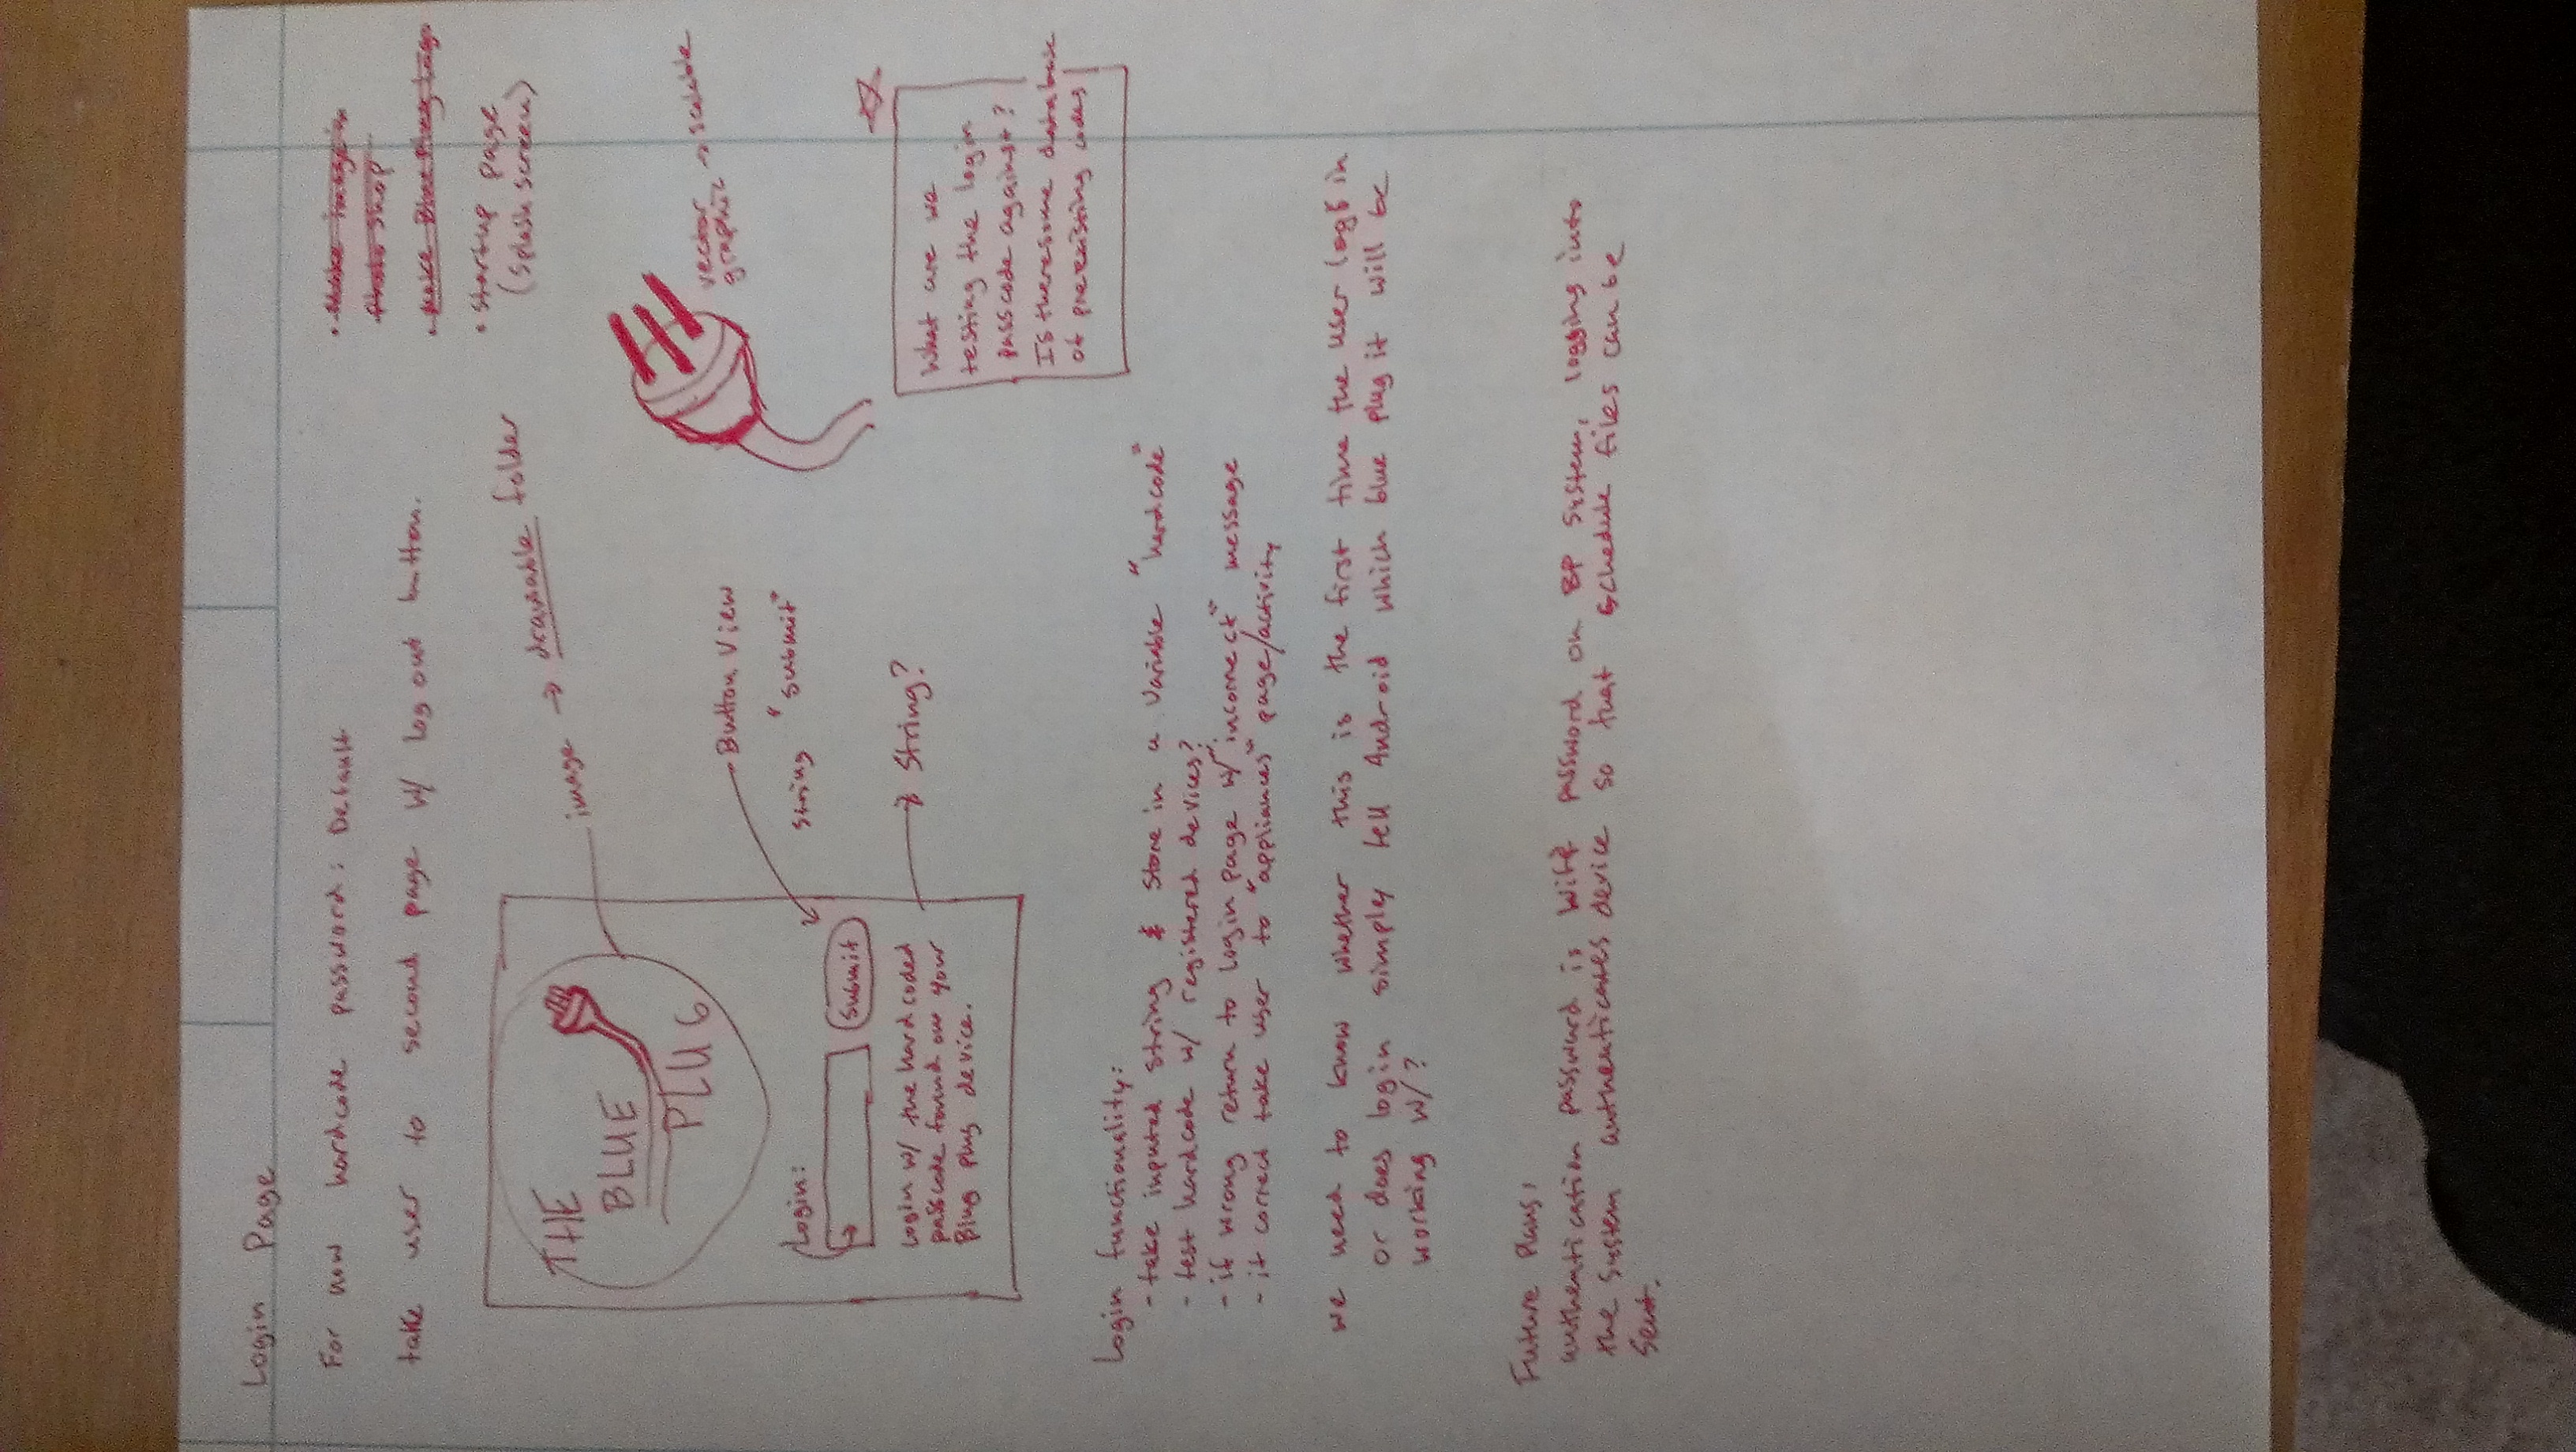 Login Page
For now hardcode password: Default
take user to second page w/ log out button.
• Make image in
Photoshop
• Make Blue Plug logo
• Startup page
(splash screen)
THE
BLUE
PLUG
image → drawable folder
Button View
string "submit"
Login:
Submit
Login w/ the hard coded
passcode found on your
Blug plug device.
→ String?
vector
graphic → scalable
What are we
testing the login
passcode against?
Is there some database
of preexisting codes
Login functionality:
- take inputed string & store in a variable "hardcode"
- test hardcode w/ registered devices?
- if wrong return to login page w/ "incorrect" message
- if correct take user to "appliances" page/activity
we need to know whether this is the first time the user logs in
or does login simply tell Android which blue plug it will be
working w/?
Future Plans,
authentication password is wifi password on BP System, logging into
the system authenticates device so that schedule files can be
sent.